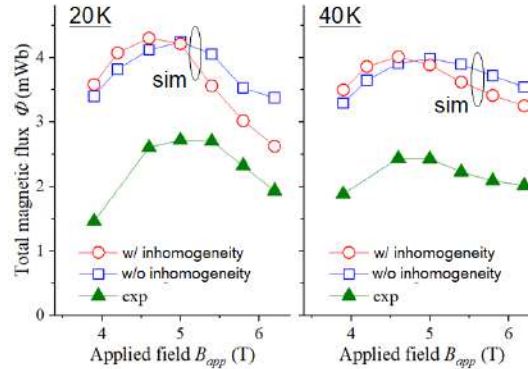 20K
40K
Total magnetic flux Φ (mWb)
5
4
3
2
1
0
sim
sim
w/ inhomogeneity
w/o inhomogeneity
exp
w/ inhomogeneity
w/o inhomogeneity
exp
4 5 6
4 5 6
Applied field Bapp (T)
Applied field Bapp (T)